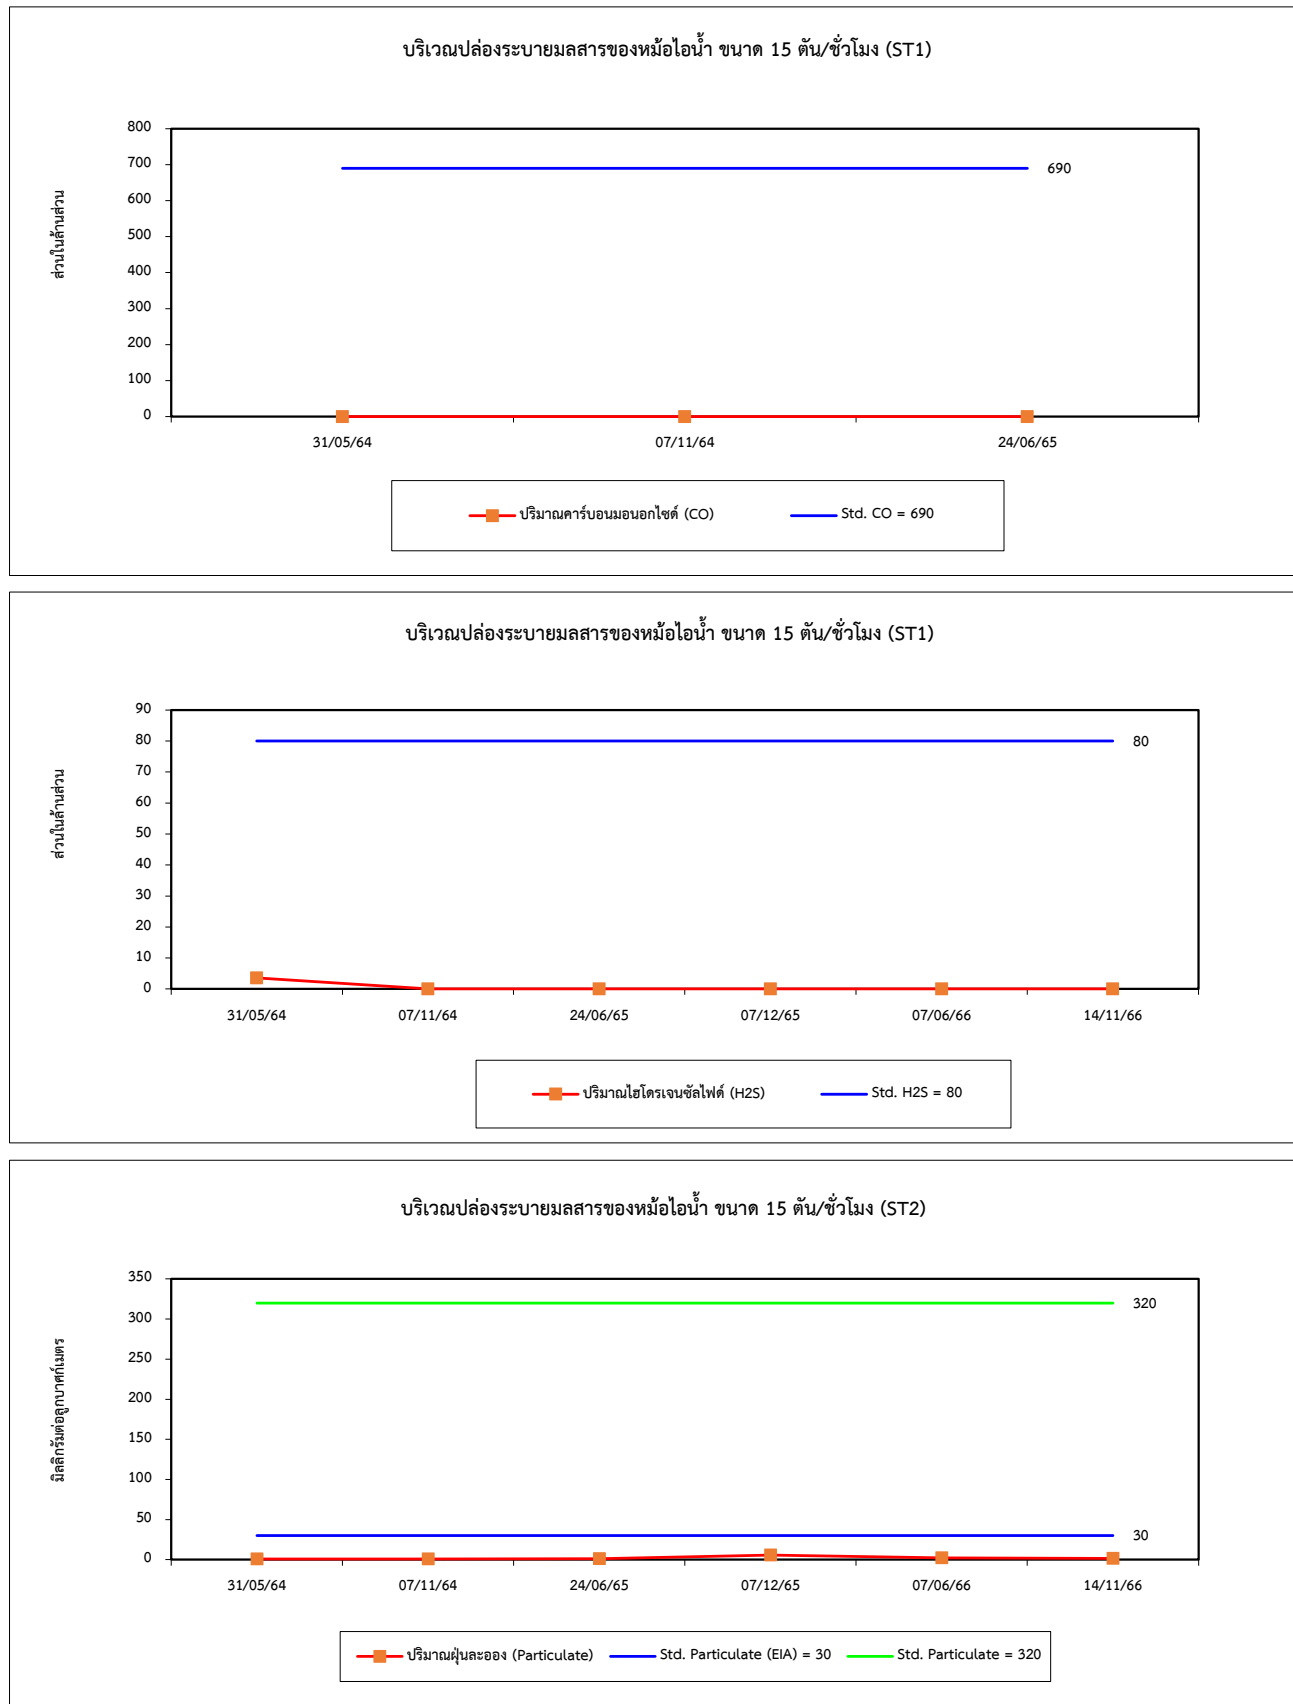 บริเวณปล่องระบายมลสารของหม้อไอน้ำ ขนาด 15 ตัน/ชั่วโมง (ST1)
ส่วนในล้านส่วน
800
700
600
500
400
300
200
100
0
690
31/05/64 07/11/64 24/06/65
ปริมาณคาร์บอนมอนอกไซด์ (CO) Std. CO = 690
บริเวณปล่องระบายมลสารของหม้อไอน้ำ ขนาด 15 ตัน/ชั่วโมง (ST1)
ส่วนในล้านส่วน
90
80
70
60
50
40
30
20
10
0
80
31/05/64 07/11/64 24/06/65 07/12/65 07/06/66 14/11/66
ปริมาณไฮโดรเจนซัลไฟด์ (H2S) Std. H2S = 80
บริเวณปล่องระบายมลสารของหม้อไอน้ำ ขนาด 15 ตัน/ชั่วโมง (ST2)
มิลลิกรัมต่อลูกบาศก์เมตร
350
300
250
200
150
100
50
0
320
30
31/05/64 07/11/64 24/06/65 07/12/65 07/06/66 14/11/66
ปริมาณฝุ่นละออง (Particulate) Std. Particulate (EIA) = 30 Std. Particulate = 320